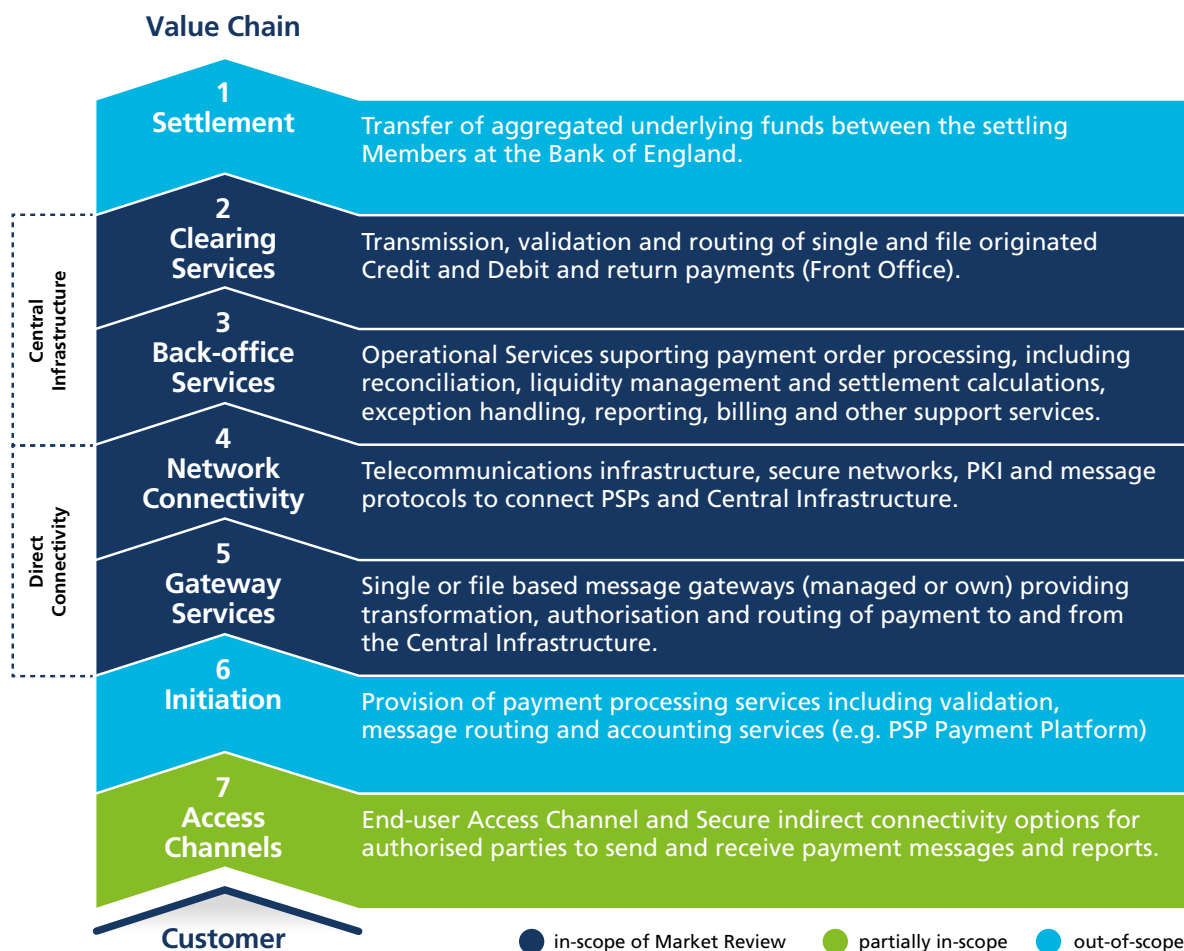 Value Chain
1
Settlement
Transfer of aggregated underlying funds between the settling
Members at the Bank of England.
Central
Infrastructure
2
Clearing
Services
Transmission, validation and routing of single and file originated
Credit and Debit and return payments (Front Office).
3
Back-office
Services
Operational Services suporting payment order processing, including
reconciliation, liquidity management and settlement calculations,
exception handling, reporting, billing and other support services.
Direct
Connectivity
4
Network
Connectivity
Telecommunications infrastructure, secure networks, PKI and message
protocols to connect PSPs and Central Infrastructure.
5
Gateway
Services
Single or file based message gateways (managed or own) providing
transformation, authorisation and routing of payment to and from
the Central Infrastructure.
6
Initiation
Provision of payment processing services including validation,
message routing and accounting services (e.g. PSP Payment Platform)
7
Access
Channels
End-user Access Channel and Secure indirect connectivity options for
authorised parties to send and receive payment messages and reports.
Customer
in-scope of Market Review
partially in-scope
out-of-scope